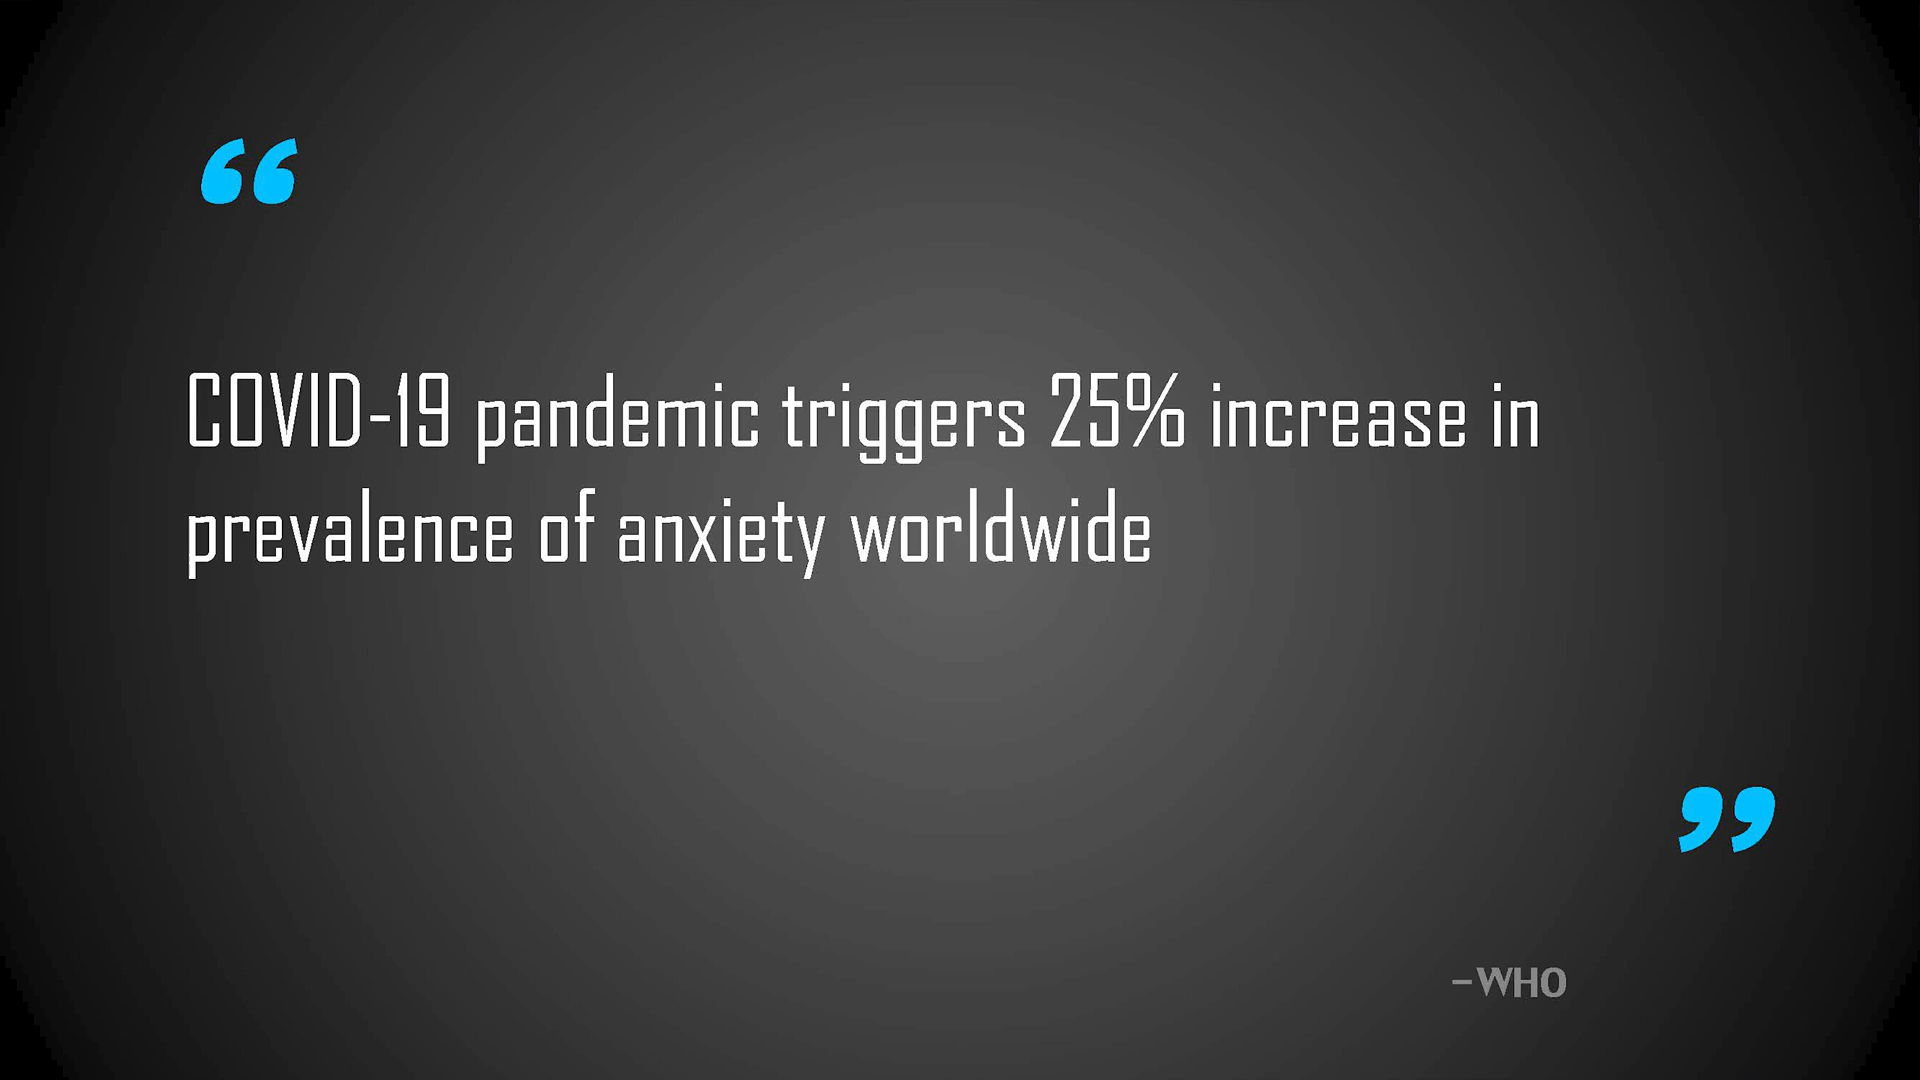 “
COVID-19 pandemic triggers 25% increase in
prevalence of anxiety worldwide
”
–WHO